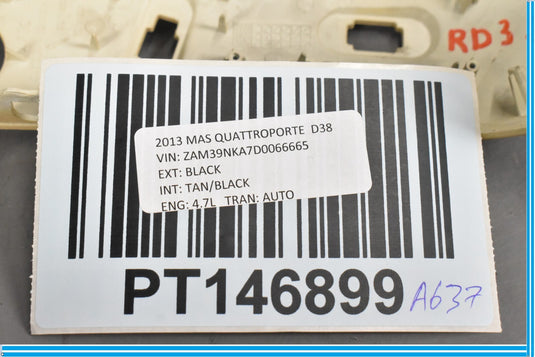 RD3
2013 MAS QUATTROPORTE D38
VIN: ZAM39NKA7D0066665
EXT: BLACK
INT: TAN/BLACK
ENG: 4.7L TRAN: AUTO
PT146899
A637